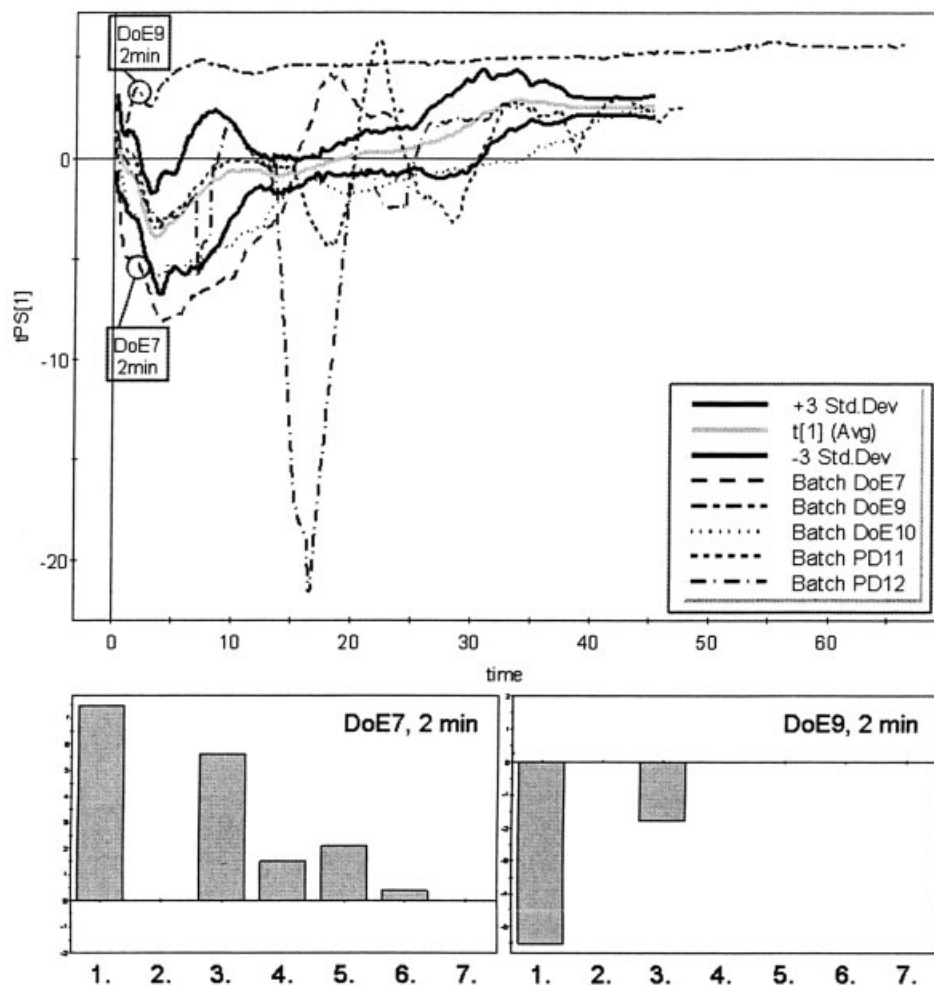 DoE9
2min
0
DoE7
2min
-10
-20
tPS[1]
+3 Std.Dev
t[1] (Avg)
-3 Std.Dev
Batch DoE7
Batch DoE9
Batch DoE10
Batch PD11
Batch PD12
0 10 20 30 40 50 60
time
DoE7, 2 min
DoE9, 2 min
1. 2. 3. 4. 5. 6. 7.
1. 2. 3. 4. 5. 6. 7.